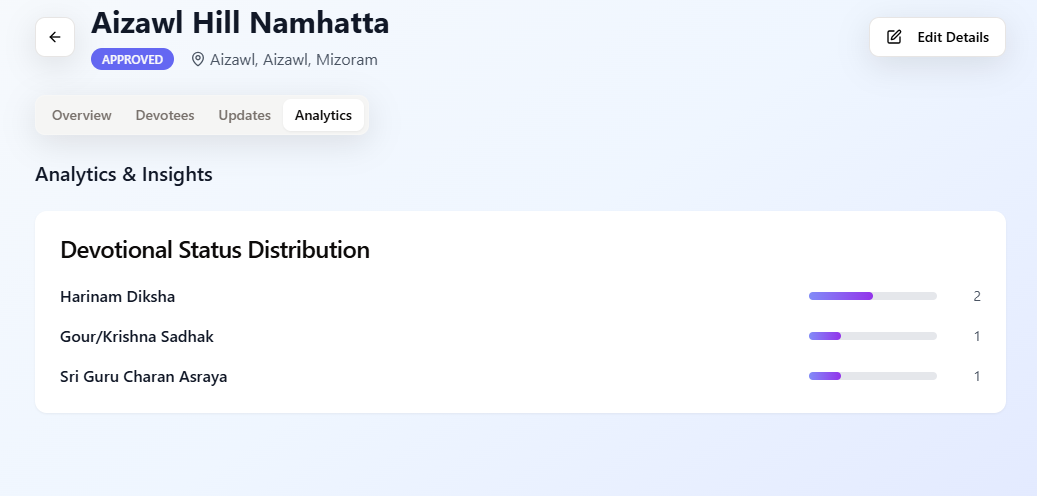 Aizawl Hill Namhatta
APPROVED Aizawl, Aizawl, Mizoram
Edit Details
Overview Devotees Updates Analytics
Analytics & Insights
Devotional Status Distribution
Harinam Diksha 2
Gour/Krishna Sadhak 1
Sri Guru Charan Asraya 1